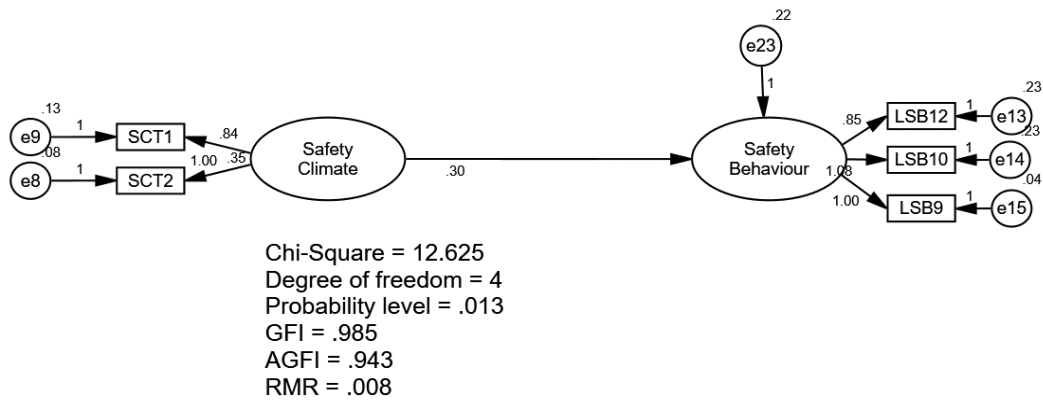 .22
e23
1
.13
e9
1
SCT1
.84
.08
e8
1
SCT2
1.00
.35
Safety
Climate
.30
Safety
Behaviour
.85
LSB12
1
.23
e13
1.08
LSB10
1
.23
e14
1.00
LSB9
1
.04
e15
Chi-Square = 12.625
Degree of freedom = 4
Probability level = .013
GFI = .985
AGFI = .943
RMR = .008